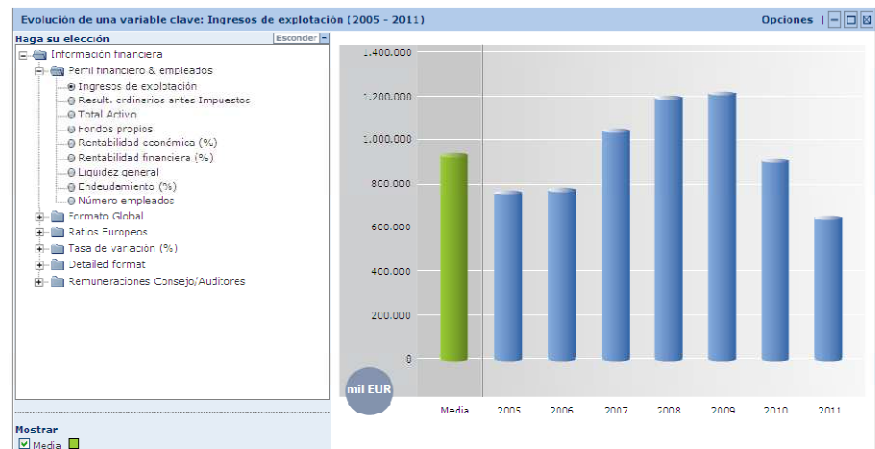 Evolución de una variable clave: Ingresos de explotación (2005 - 2011)
Opciones
Haga su elección
Esconder
Información financiera
Perfil financiero & empleados
Ingresos de explotación
Result. ordinarios antes Impuestos
Total Activo
Fondos propios
Rentabilidad económica (%)
Rentabilidad financiera (%)
Liquidez general
Endeudamiento (%)
Número empleados
Formato Global
Ratios Europeos
Tasa de variación (%)
Detailed format
Remuneraciones Consejo/Auditores
Mostrar
Media
1.400.000
1.200.000
1.000.000
800.000
600.000
400.000
200.000
0
mil EUR
Media 2005 2006 2007 2008 2009 2010 2011